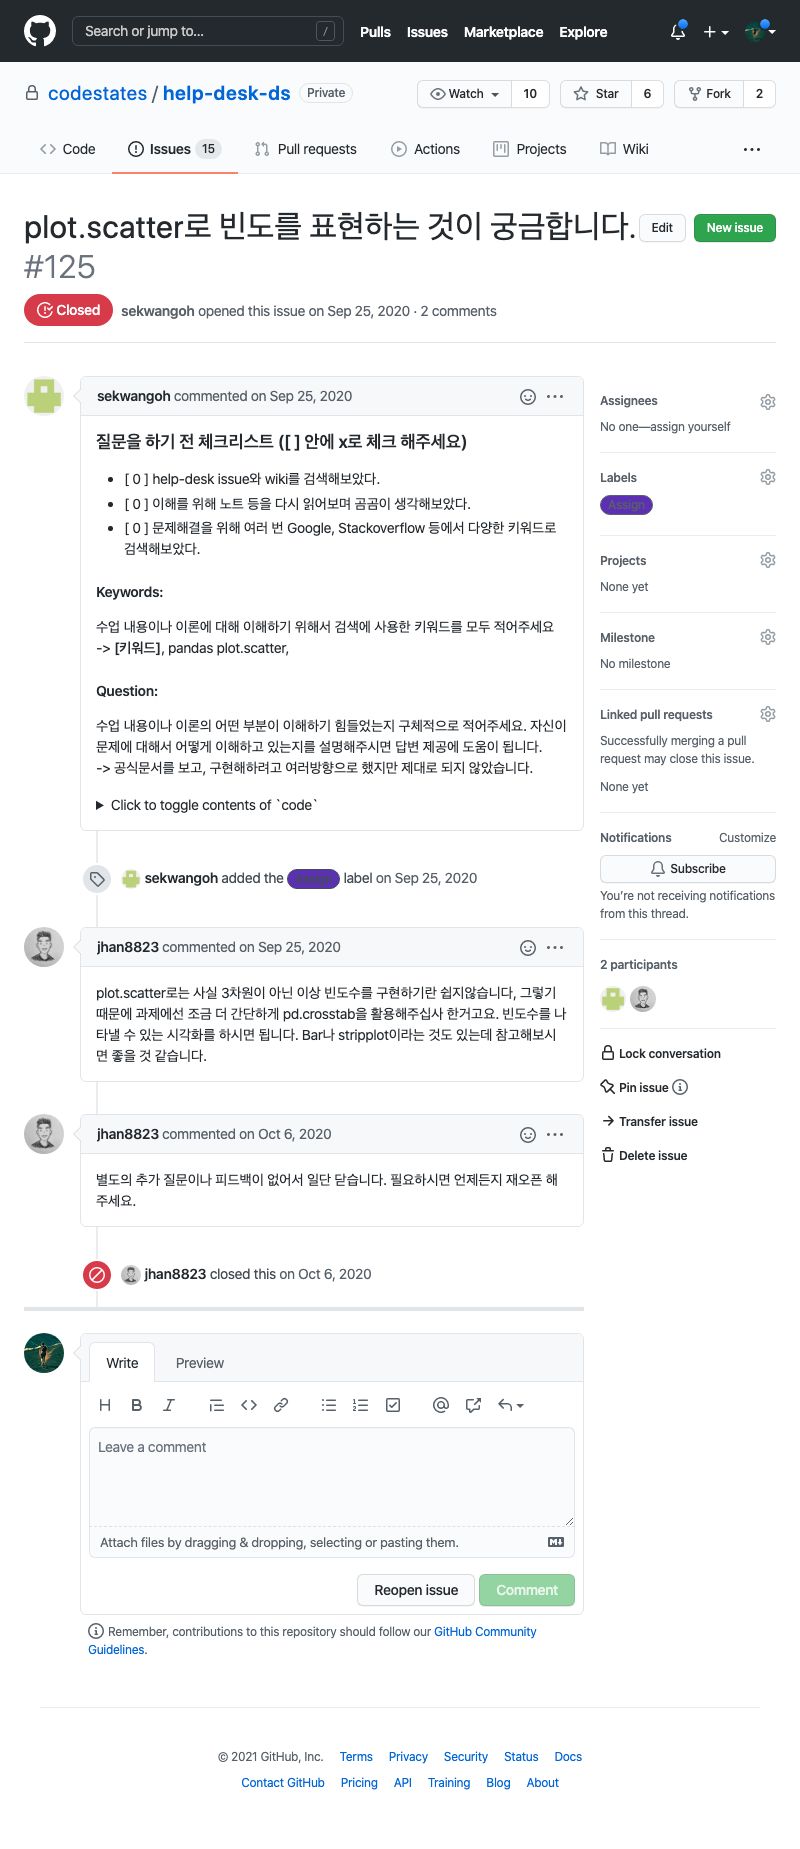 Search or jump to... /
Pulls Issues Marketplace Explore
codestates / help-desk-ds Private
Watch 10 Star 6 Fork 2
Code Issues 15 Pull requests Actions Projects Wiki
plot.scatter로 빈도를 표현하는 것이 궁금합니다.
#125
Edit New issue
Closed sekwangoh opened this issue on Sep 25, 2020 · 2 comments
sekwangoh commented on Sep 25, 2020
질문을 하기 전 체크리스트 ([ ] 안에 x로 체크 해주세요)
[ 0 ] help-desk issue와 wiki를 검색해보았다.
[ 0 ] 이해를 위해 노트 등을 다시 읽어보며 곰곰이 생각해보았다.
[ 0 ] 문제해결을 위해 여러 번 Google, Stackoverflow 등에서 다양한 키워드로
검색해보았다.
Keywords:
수업 내용이나 이론에 대해 이해하기 위해서 검색에 사용한 키워드를 모두 적어주세요
-> [키워드], pandas plot.scatter,
Question:
수업 내용이나 이론의 어떤 부분이 이해하기 힘들었는지 구체적으로 적어주세요. 자신이
문제에 대해서 어떻게 이해하고 있는지를 설명해주시면 답변 제공에 도움이 됩니다.
-> 공식문서를 보고, 구현해하려고 여러방향으로 했지만 제대로 되지 않았습니다.
Click to toggle contents of `code`
sekwangoh added the label on Sep 25, 2020
jhan8823 commented on Sep 25, 2020
plot.scatter로는 사실 3차원이 아닌 이상 빈도수를 구현하기란 쉽지않습니다, 그렇기
때문에 과제에선 조금 더 간단하게 pd.crosstab을 활용해주십사 한거고요. 빈도수를 나
타낼 수 있는 시각화를 하시면 됩니다. Bar나 stripplot이라는 것도 있는데 참고해보시
면 좋을 것 같습니다.
jhan8823 commented on Oct 6, 2020
별도의 추가 질문이나 피드백이 없어서 일단 닫습니다. 필요하시면 언제든지 재오픈 해
주세요.
jhan8823 closed this on Oct 6, 2020
Write Preview
H B I
Leave a comment
Attach files by dragging & dropping, selecting or pasting them.
Reopen issue Comment
Remember, contributions to this repository should follow our GitHub Community
Guidelines.
Assignees
No one—assign yourself
Labels
Assign
Projects
None yet
Milestone
No milestone
Linked pull requests
Successfully merging a pull
request may close this issue.
None yet
Notifications Customize
Subscribe
You're not receiving notifications
from this thread.
2 participants
Lock conversation
Pin issue
Transfer issue
Delete issue
© 2021 GitHub, Inc. Terms Privacy Security Status Docs
Contact GitHub Pricing API Training Blog About